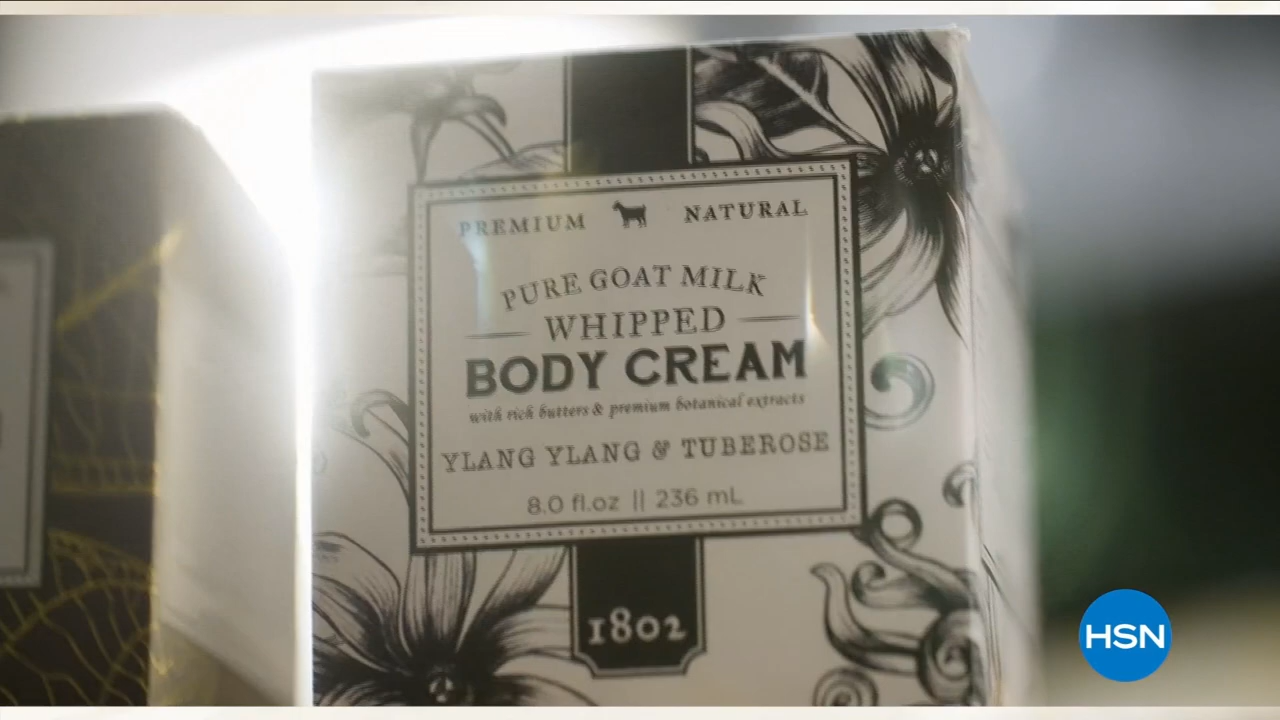 PREMIUM NATURAL
PURE GOAT MILK
WHIPPED
BODY CREAM
with rich butters & premium botanical extracts
YLANG YLANG & TUBEROSE
8.0 fl.oz || 236 mL
1802
HSN